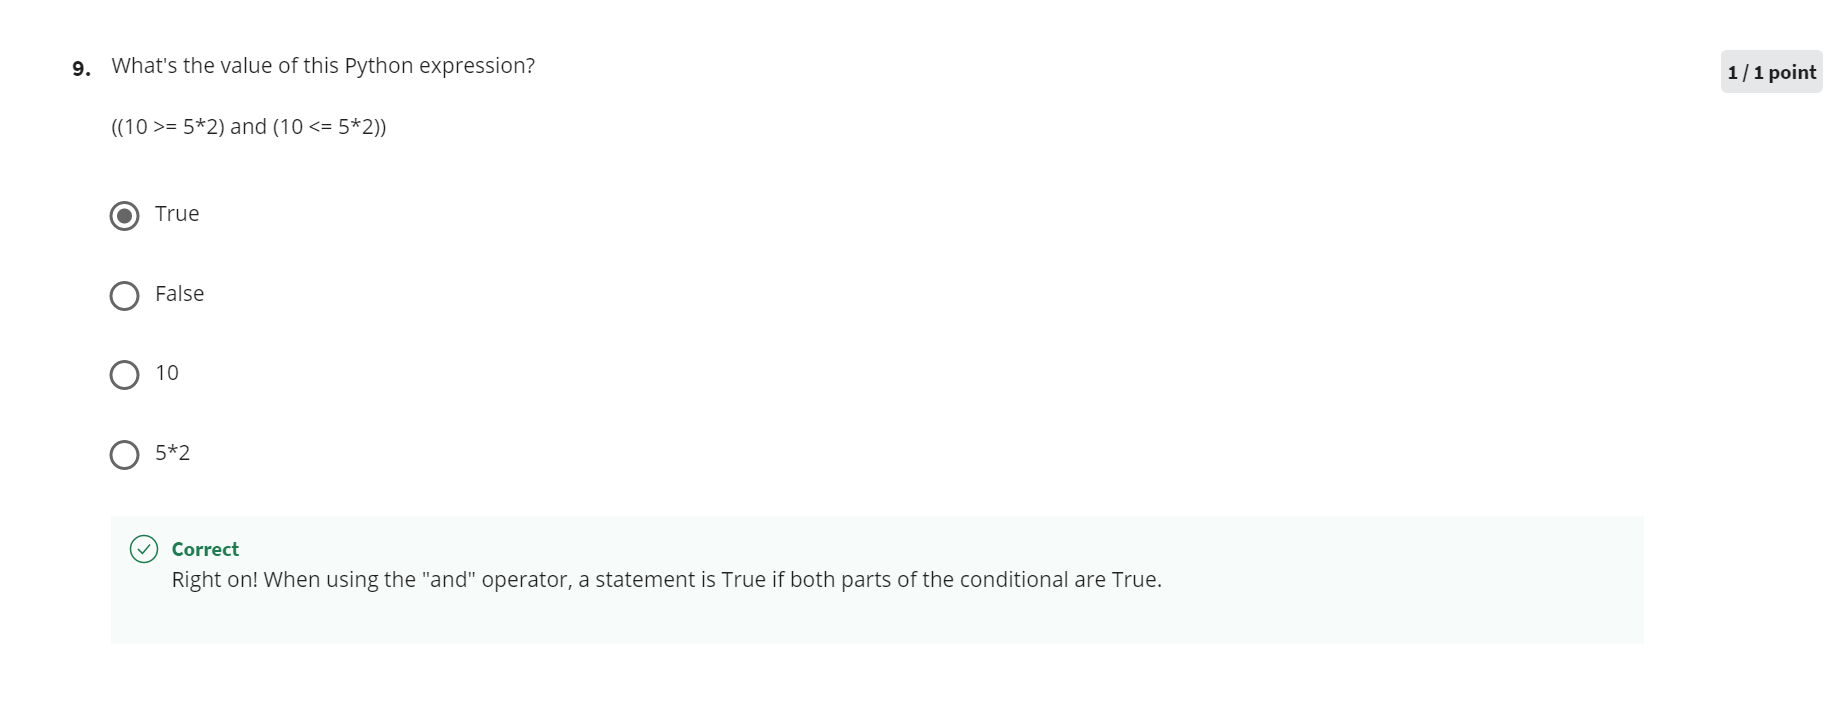 9. What's the value of this Python expression?
1 / 1 point
((10 >= 5*2) and (10 <= 5*2))
True
False
10
5*2
Correct
Right on! When using the "and" operator, a statement is True if both parts of the conditional are True.